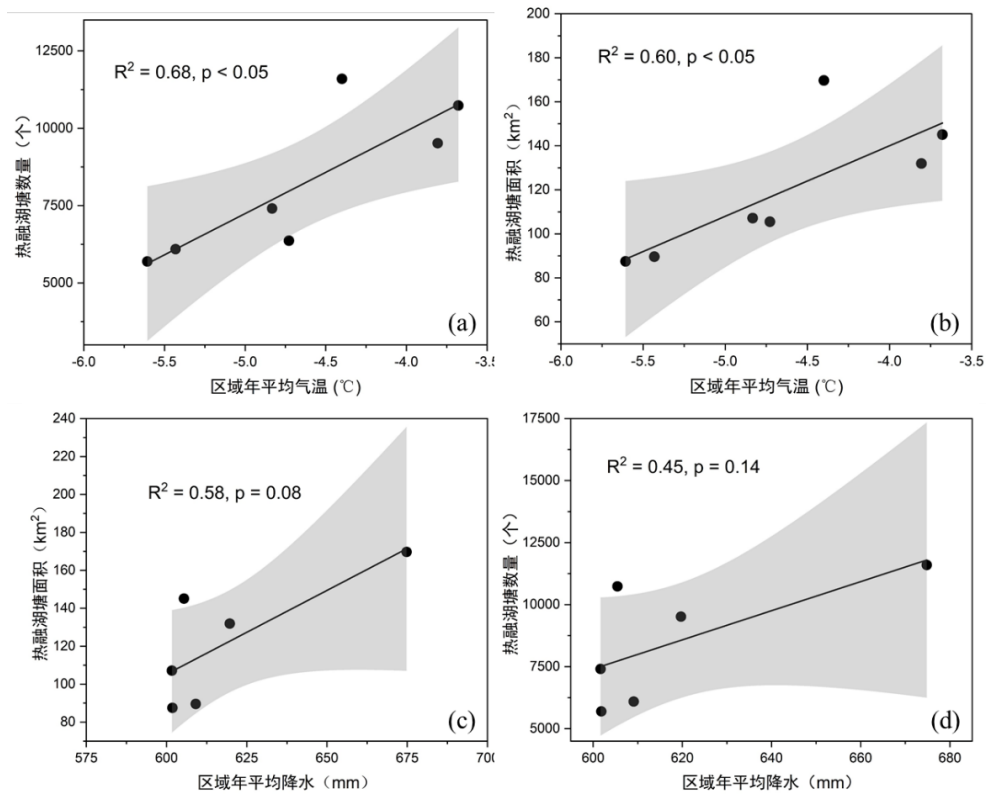 12500
10000
7500
5000
热融湖塘数量（个）
R² = 0.68, p < 0.05
(a)
-6.0 -5.5 -5.0 -4.5 -4.0 -3.5
区域年平均气温 (℃)
200
180
160
140
120
100
80
60
热融湖塘面积（km²）
R² = 0.60, p < 0.05
(b)
-6.0 -5.5 -5.0 -4.5 -4.0 -3.5
区域年平均气温 (℃)
240
220
200
180
160
140
120
100
80
热融湖塘面积（km²）
R² = 0.58, p = 0.08
(c)
575 600 625 650 675 700
区域年平均降水（mm）
17500
15000
12500
10000
7500
5000
热融湖塘数量（个）
R² = 0.45, p = 0.14
(d)
600 620 640 660 680
区域年平均降水（mm）